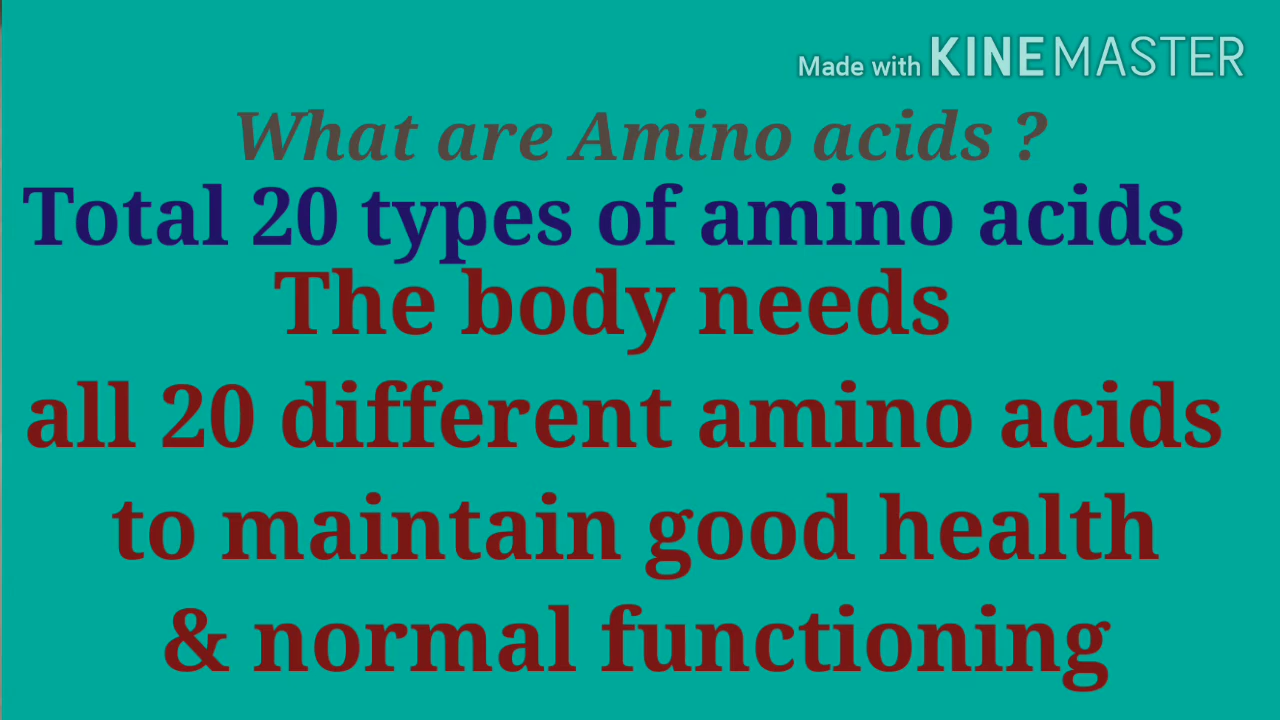 Made with KINEMASTER
What are Amino acids ?
Total 20 types of amino acids
The body needs
all 20 different amino acids
to maintain good health
& normal functioning